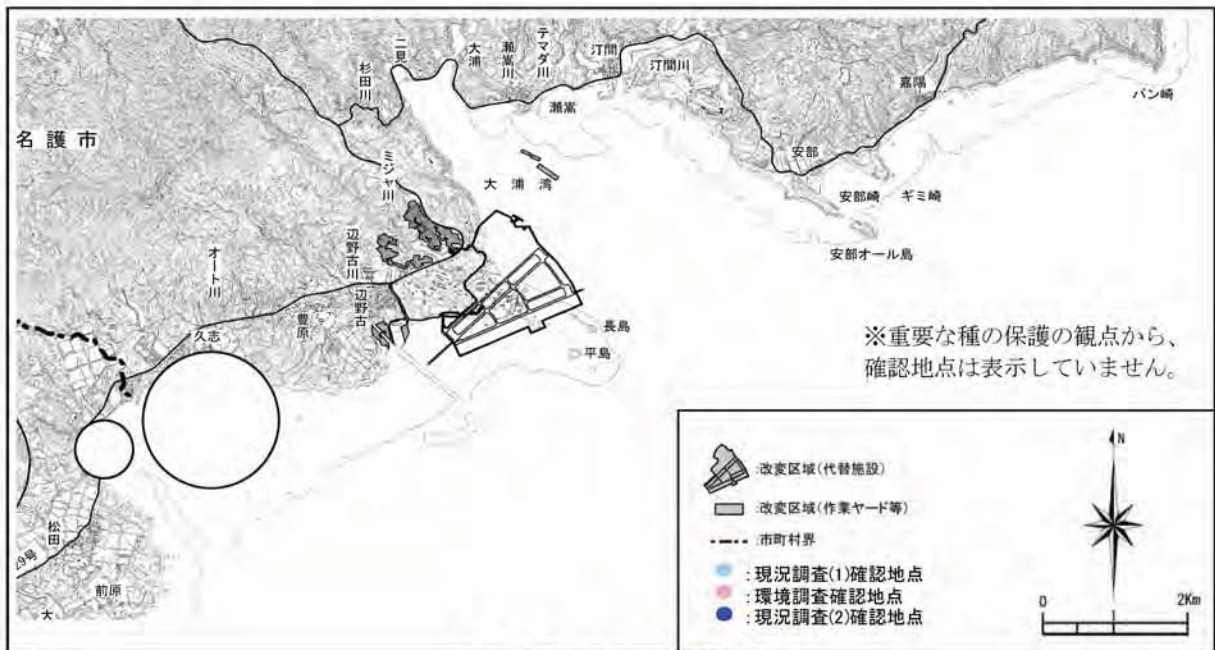 名護市
杉田川
二見
大浦
瀬嵩川
テマダ川
汀間
汀間川
瀬嵩
嘉陽
バン崎
安部
安部崎
ギミ崎
安部オール島
大浦湾
ミジャ川
辺野古川
辺野古
オート川
豊原
久志
長島
平島
松田
前原
大
※重要な種の保護の観点から、
確認地点は表示していません。
:改変区域(代替施設)
:改変区域(作業ヤード等)
:市町村界
:現況調査(1)確認地点
:環境調査確認地点
:現況調査(2)確認地点
N
0 2Km